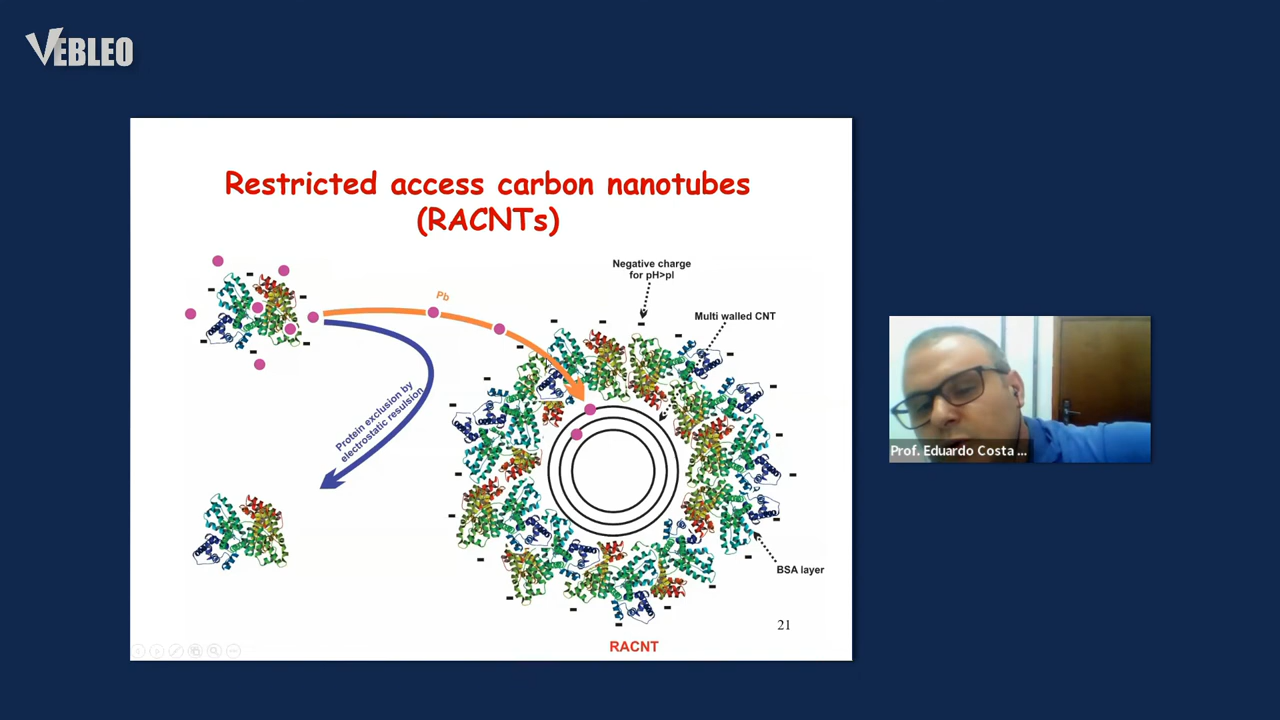 VEBLEO
Restricted access carbon nanotubes
(RACNTs)
Negative charge
for pH>pI
Pb
Multi walled CNT
Protein exclusion by
electrostatic resulsion
Prof. Eduardo Costa ...
BSA layer
21
RACNT